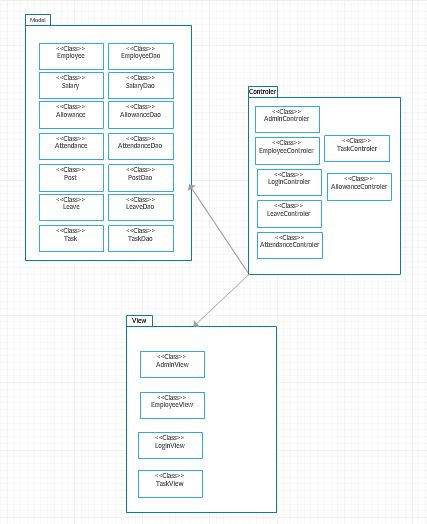 Model
<<Class>>
Employee
<<Class>>
EmployeeDao
<<Class>>
Salary
<<Class>>
SalaryDao
<<Class>>
Allowance
<<Class>>
AllowanceDao
<<Class>>
Attendance
<<Class>>
AttendanceDao
<<Class>>
Post
<<Class>>
PostDao
<<Class>>
Leave
<<Class>>
LeaveDao
<<Class>>
Task
<<Class>>
TaskDao
Controler
<<Class>>
AdminControler
<<Class>>
EmployeeControler
<<Class>>
TaskControler
<<Class>>
LoginControler
<<Class>>
AllowanceControler
<<Class>>
LeaveControler
<<Class>>
AttendanceControler
View
<<Class>>
AdminView
<<Class>>
EmployeeView
<<Class>>
LoginView
<<Class>>
TaskView